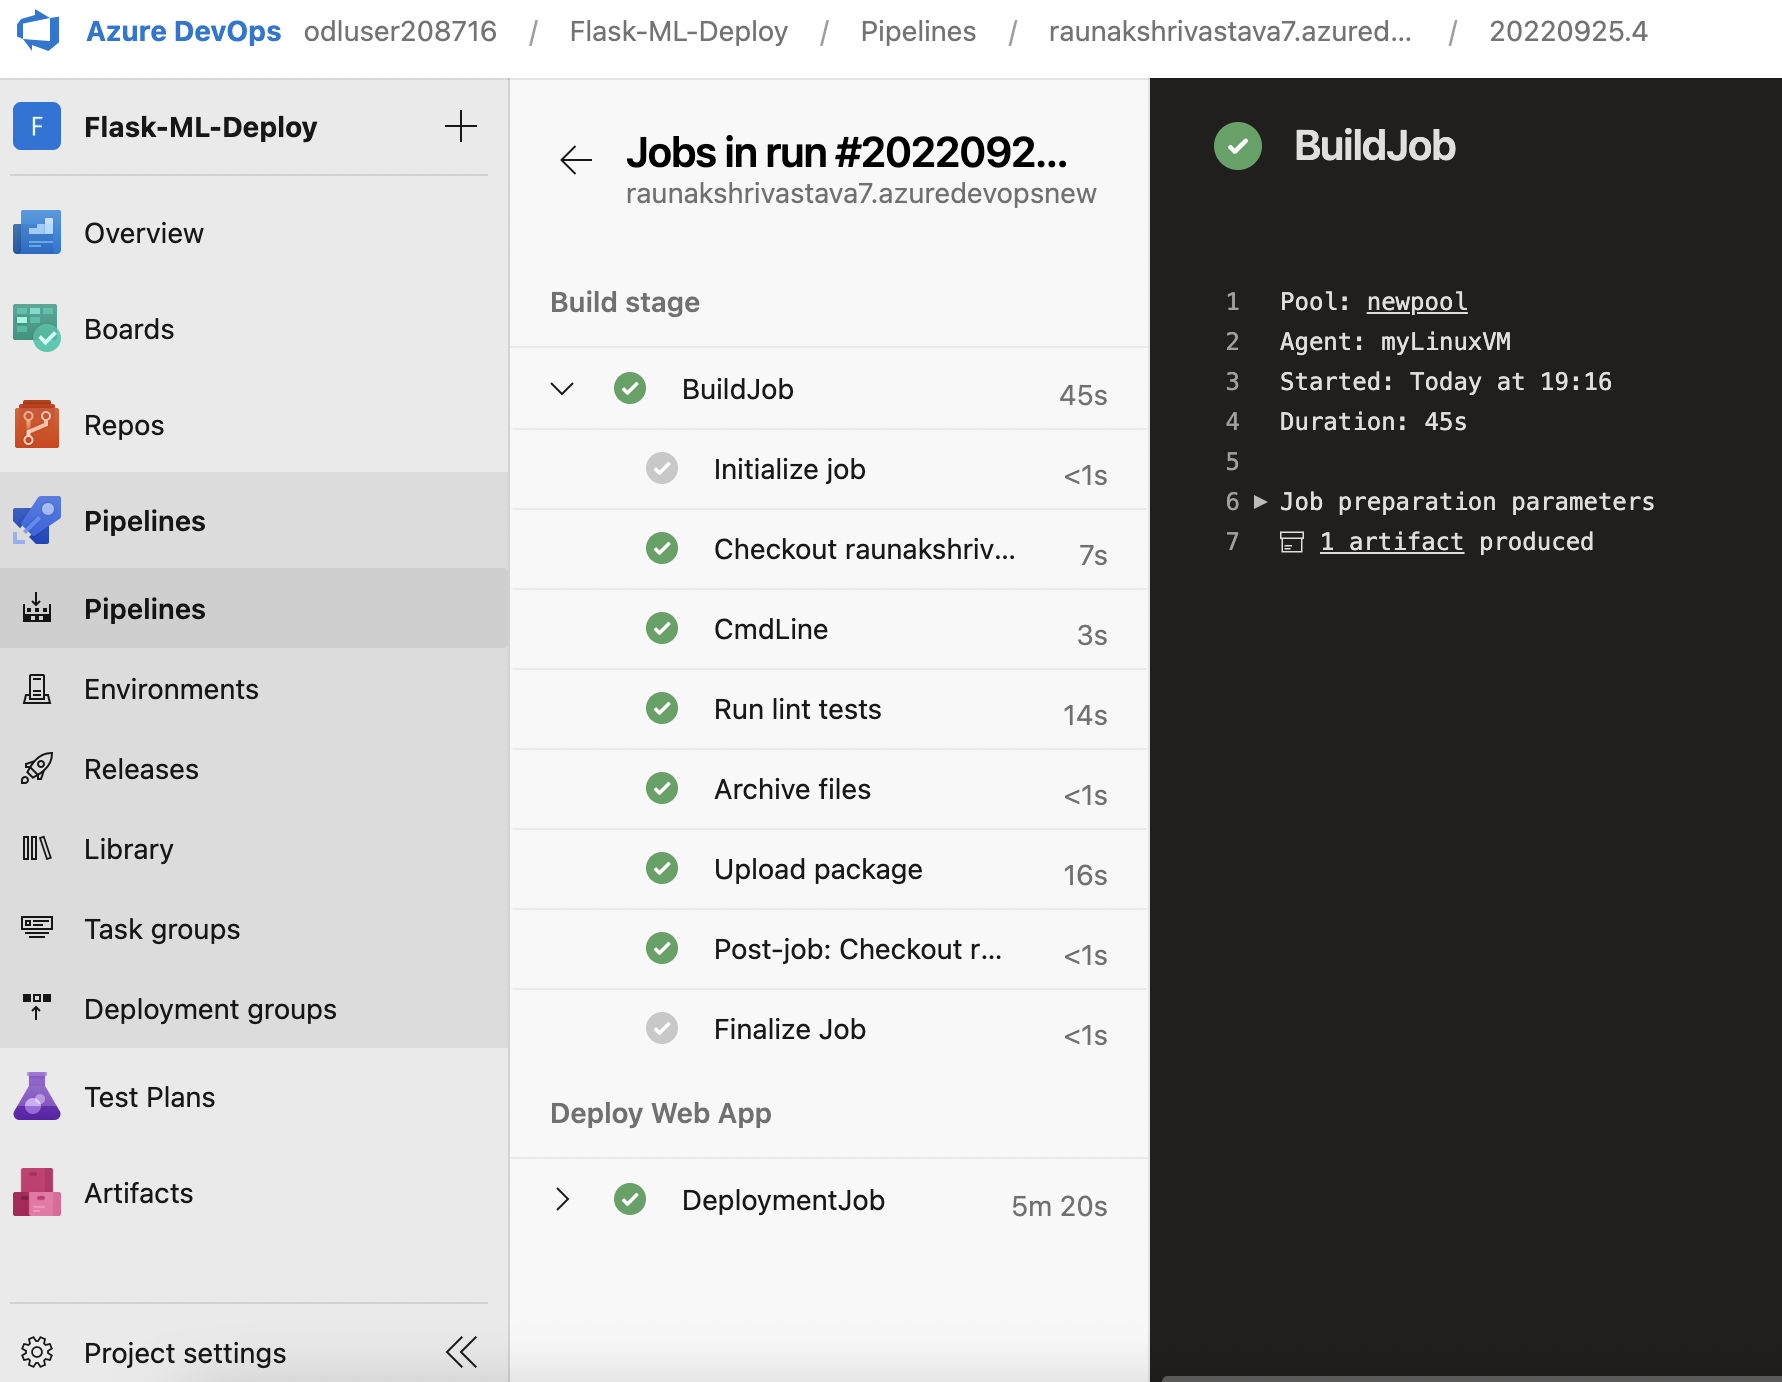 Azure DevOps odluser208716 / Flask-ML-Deploy / Pipelines / raunakshrivastava7.azured... / 20220925.4
F Flask-ML-Deploy
Overview
Boards
Repos
Pipelines
Pipelines
Environments
Releases
Library
Task groups
Deployment groups
Test Plans
Artifacts
Project settings
Jobs in run #2022092...
raunakshrivastava7.azuredevopsnew
Build stage
BuildJob 45s
Initialize job <1s
Checkout raunakshriv... 7s
CmdLine 3s
Run lint tests 14s
Archive files <1s
Upload package 16s
Post-job: Checkout r... <1s
Finalize Job <1s
Deploy Web App
DeploymentJob 5m 20s
BuildJob
1 Pool: newpool
2 Agent: myLinuxVM
3 Started: Today at 19:16
4 Duration: 45s
5
6 Job preparation parameters
7 1 artifact produced